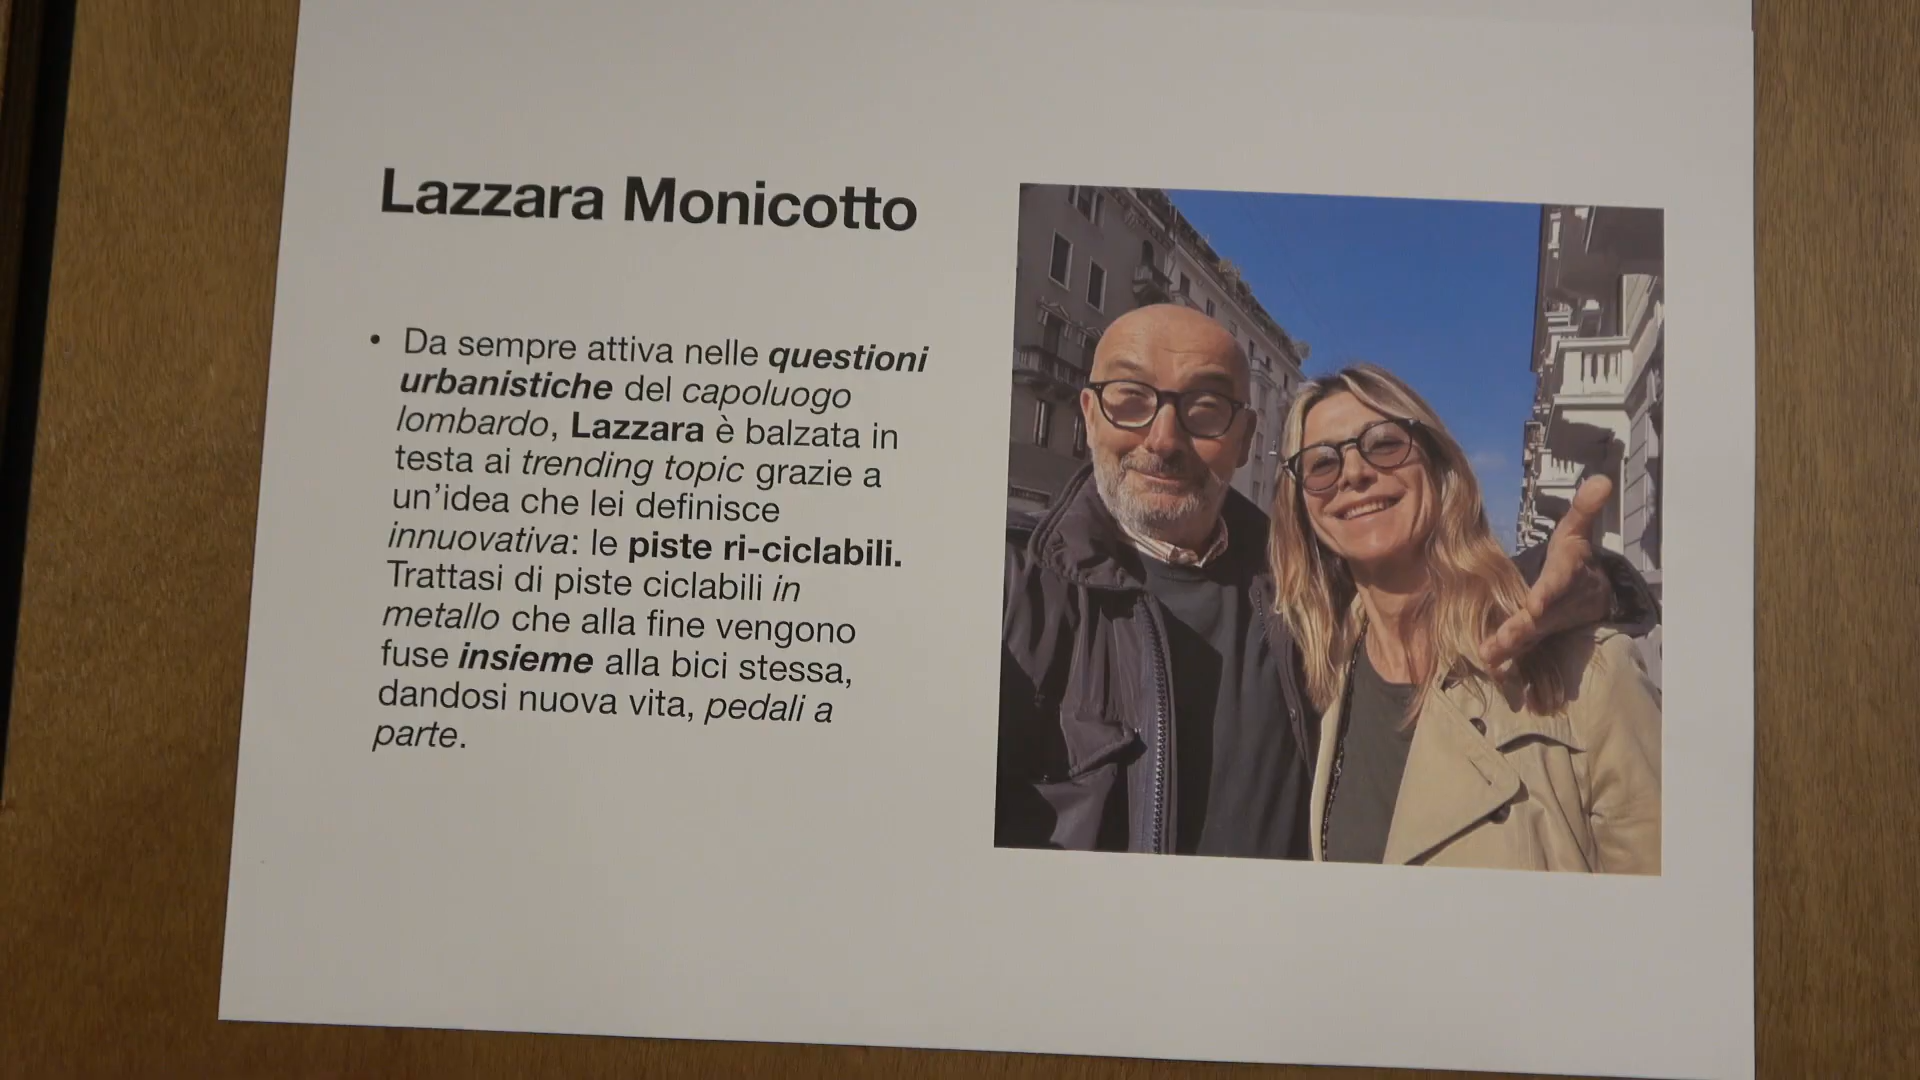 Lazzara Monicotto
• Da sempre attiva nelle questioni
urbanistiche del capoluogo
lombardo, Lazzara è balzata in
testa ai trending topic grazie a
un’idea che lei definisce
innuovativa: le piste ri-ciclabili.
Trattasi di piste ciclabili in
metallo che alla fine vengono
fuse insieme alla bici stessa,
dandosi nuova vita, pedali a
parte.